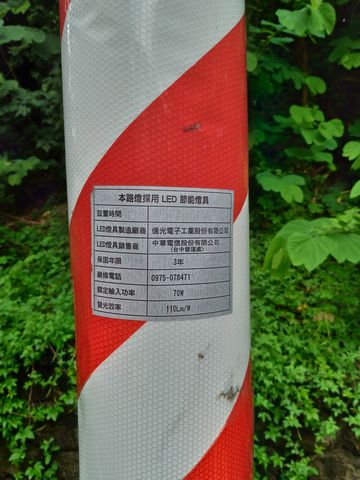 本路燈採用 LED 節能燈具
設置時間
LED燈具製造廠商 億光電子工業股份有限公司
LED燈具銷售商 中華電信股份有限公司
(台中營運處)
保固年限 3年
維修電話 0975-078471
額定輸入功率 70W
發光效率 110Lm/W